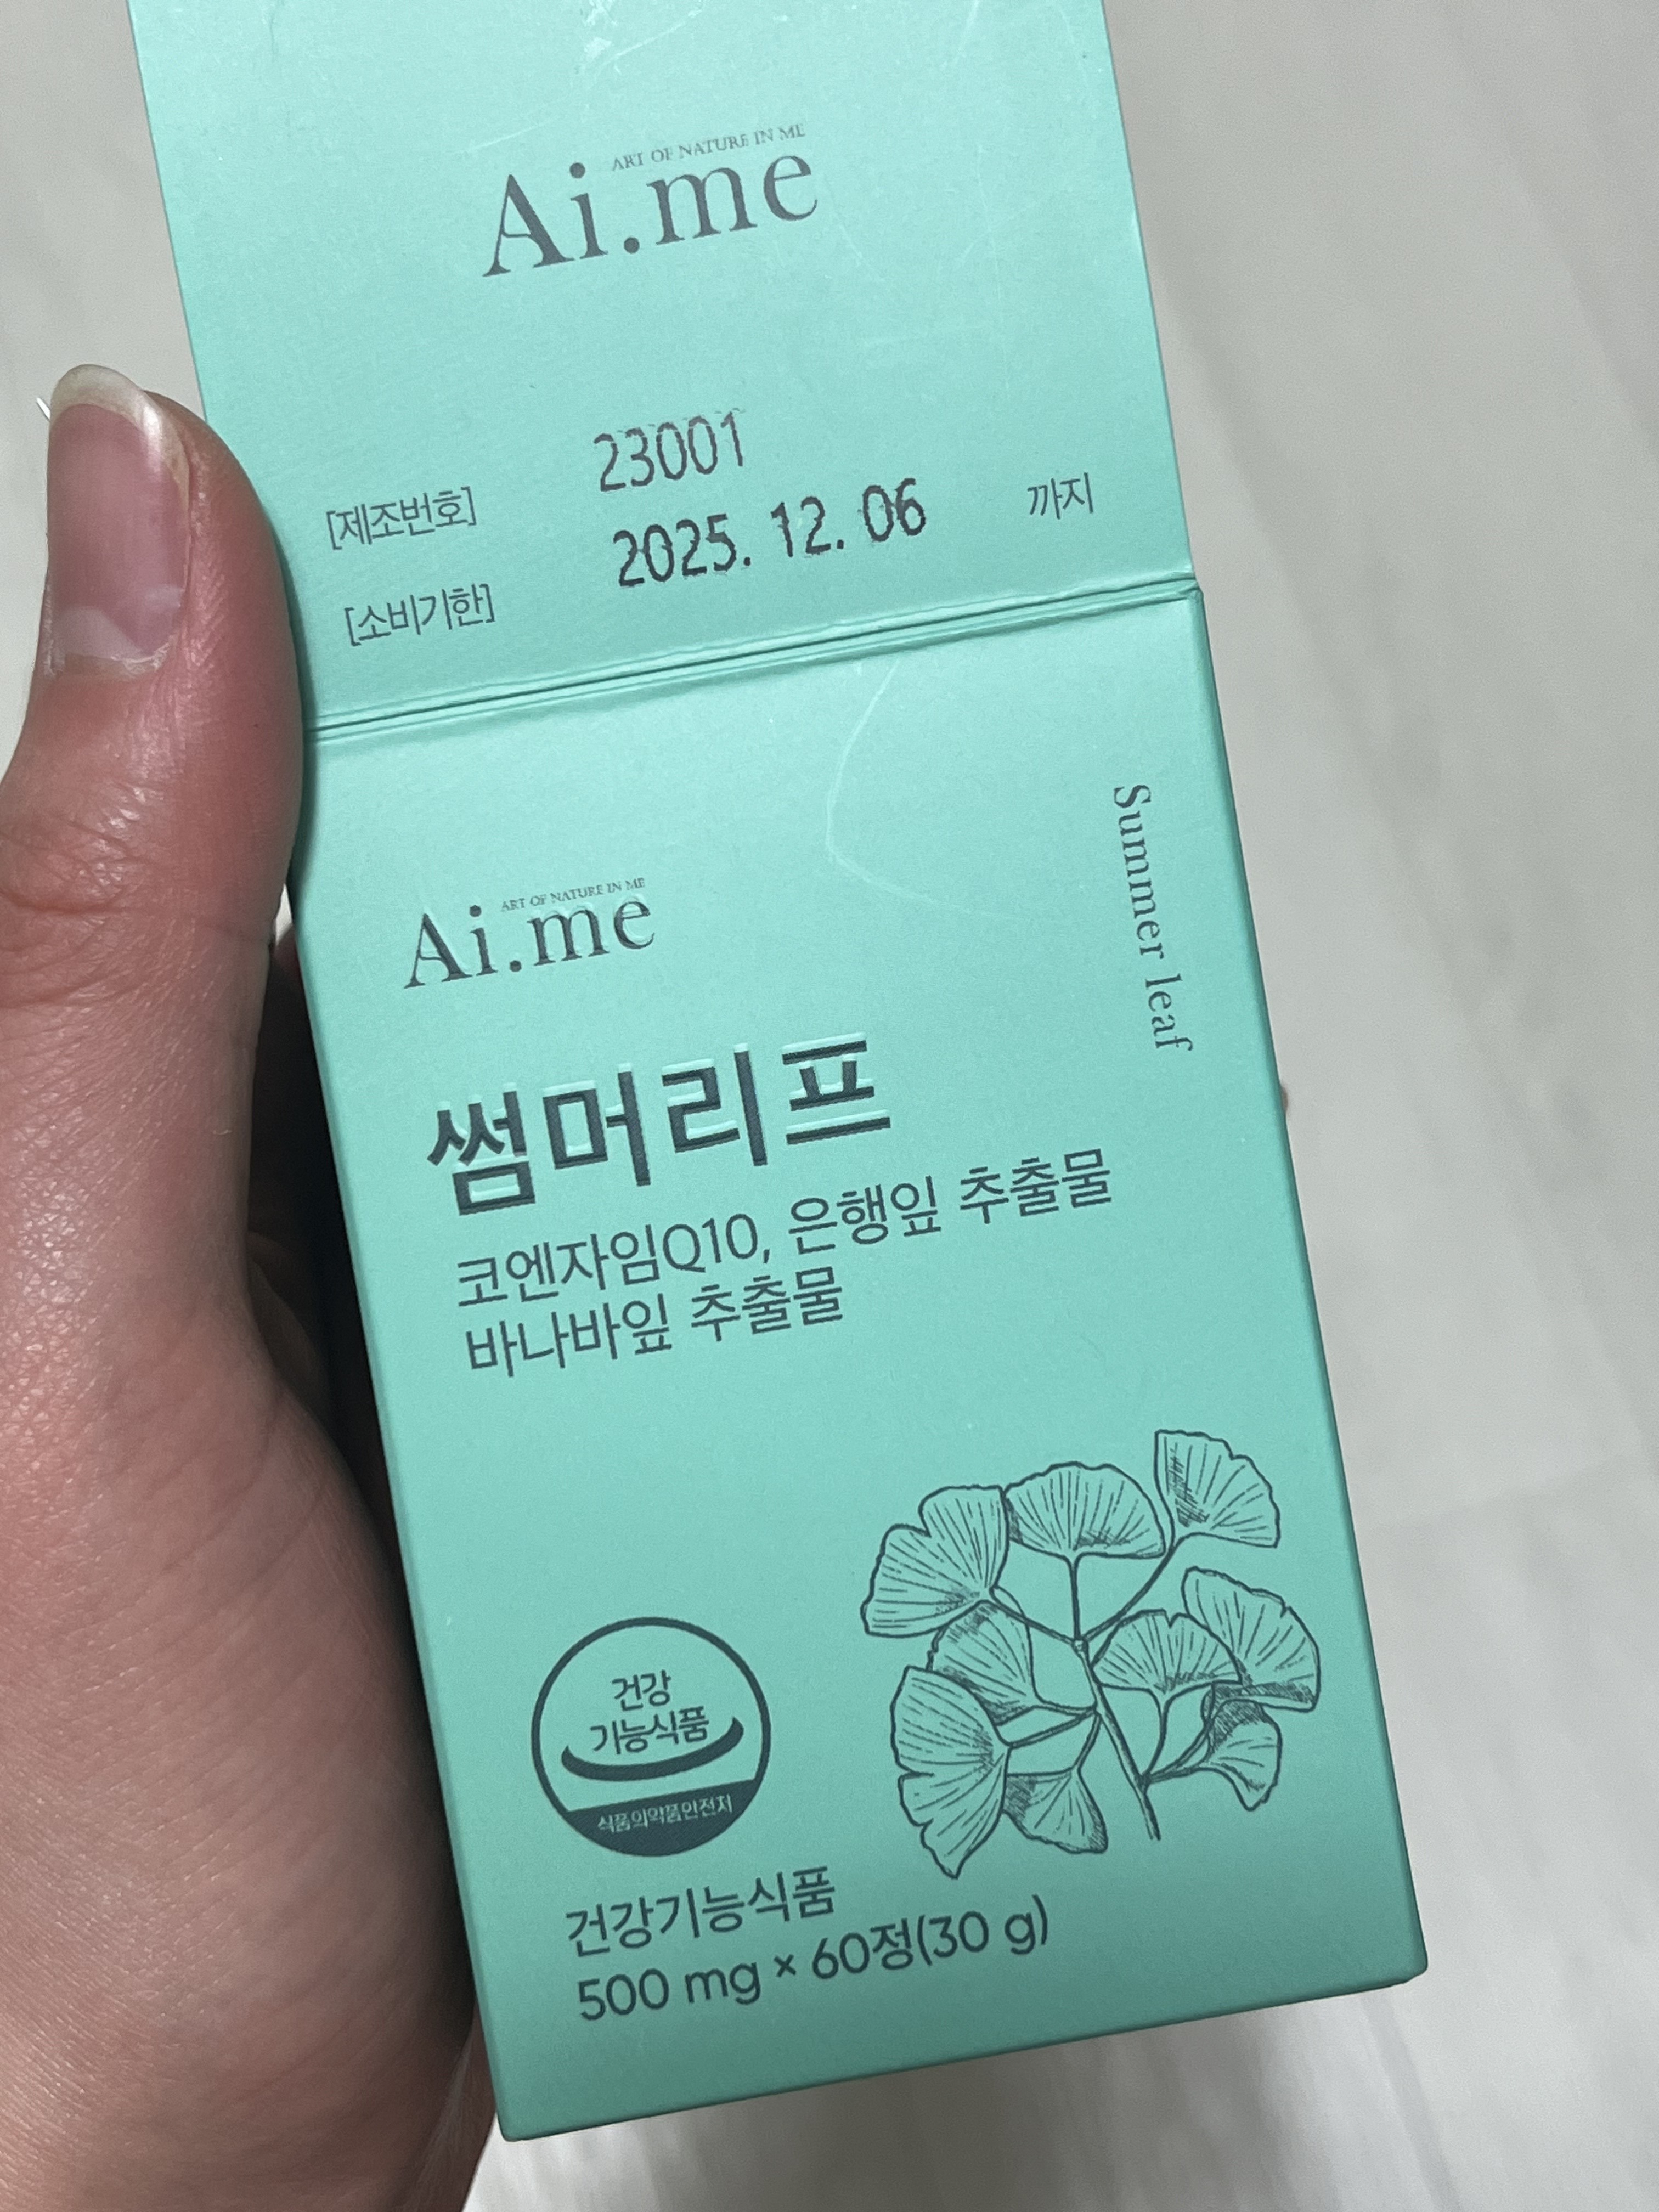 ART OF NATURE IN ME
Ai.me
[제조번호] 23001
[소비기한] 2025. 12. 06 까지
Summer leaf
ART OF NATURE IN ME
Ai.me
썸머리프
코엔자임Q10, 은행잎 추출물
바나바잎 추출물
건강
기능식품
식품의약품안전처
건강기능식품
500 mg × 60정(30 g)